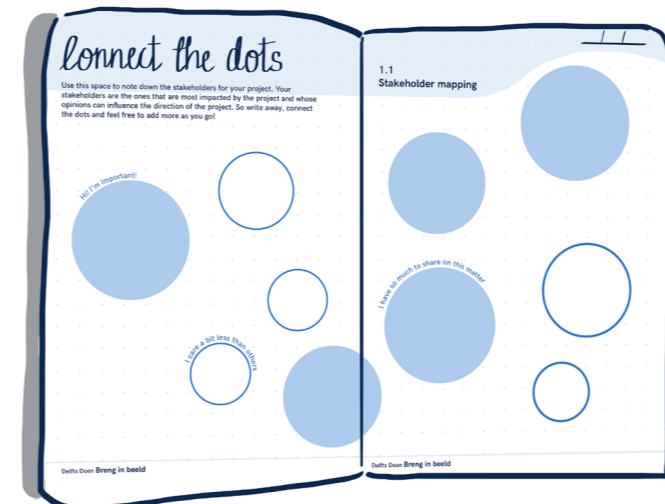 Connect the dots
Use this space to note down the stakeholders for your project. Your
stakeholders are the ones that are most impacted by the project and whose
opinions can influence the direction of the project. So write away, connect
the dots and feel free to add more as you go!
Hi! I'm important!
I care a bit less than others
Delfts Doen Breng in beeld
1.1
Stakeholder mapping
I have so much to share on this matter
Delfts Doen Breng in beeld